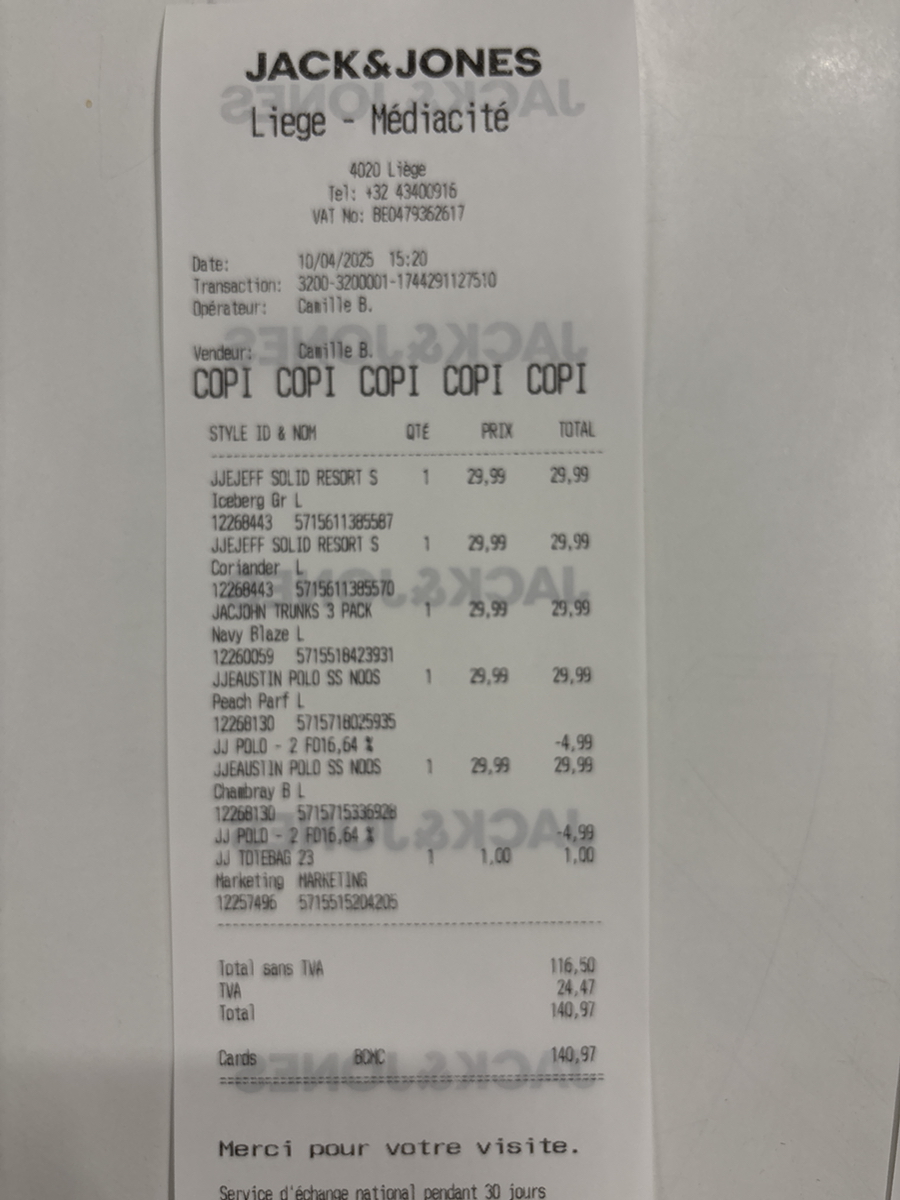 JACK&JONES
Liege - Médiacité
4020 Liège
Tel: +32 43400916
VAT No: BE0479362617
Date: 10/04/2025 15:20
Transaction: 3200-3200001-1744291127510
Opérateur: Camille B.
Vendeur: Camille B.
COPI COPI COPI COPI COPI
STYLE ID & NOM QTÉ PRIX TOTAL
JJEJEFF SOLID RESORT S 1 29,99 29,99
Iceberg Gr L
12268443 5715611385587
JJEJEFF SOLID RESORT S 1 29,99 29,99
Coriander L
12268443 5715611385570
JACJOHN TRUNKS 3 PACK 1 29,99 29,99
Navy Blaze L
12260059 5715518423931
JJEAUSTIN POLO SS NOOS 1 29,99 29,99
Peach Parf L
12268130 5715718025935
JJ POLO - 2 FO16,64 % -4,99
JJEAUSTIN POLO SS NOOS 1 29,99 29,99
Chambray B L
12268130 5715715336928
JJ POLO - 2 FO16,64 % -4,99
JJ TOTEBAG 23 1 1,00 1,00
Marketing MARKETING
12257496 5715515204205
Total sans TVA 116,50
TVA 24,47
Total 140,97
Cards BCMC 140,97
Merci pour votre visite.
Service d'échange national pendant 30 jours